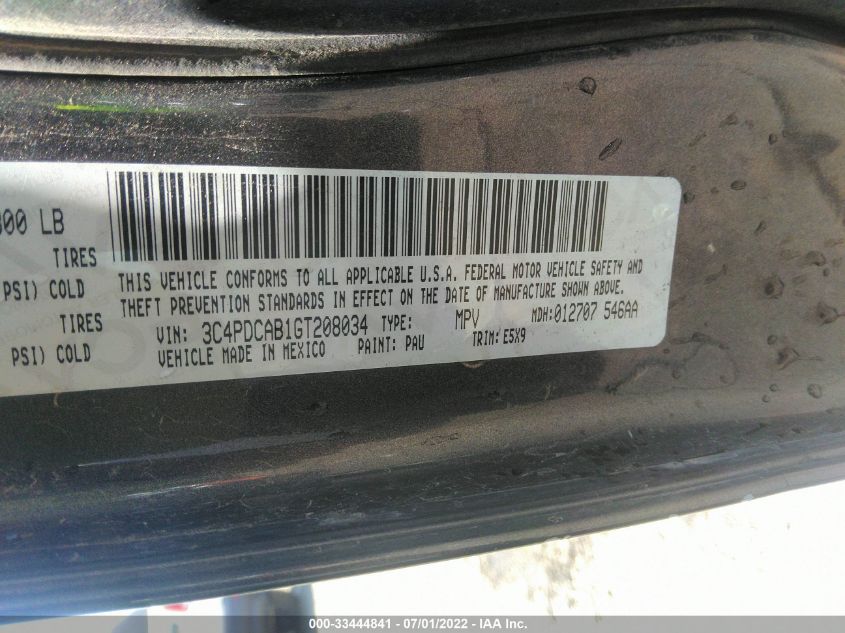 300 LB
TIRES
PSI) COLD
TIRES
PSI) COLD
THIS VEHICLE CONFORMS TO ALL APPLICABLE U.S.A. FEDERAL MOTOR VEHICLE SAFETY AND
THEFT PREVENTION STANDARDS IN EFFECT ON THE DATE OF MANUFACTURE SHOWN ABOVE.
VIN: 3C4PDCAB1GT208034 TYPE: MPV MDH:012707 546AA
VEHICLE MADE IN MEXICO PAINT: PAU TRIM: E5X9
000-33444841 - 07/01/2022 - IAA Inc.